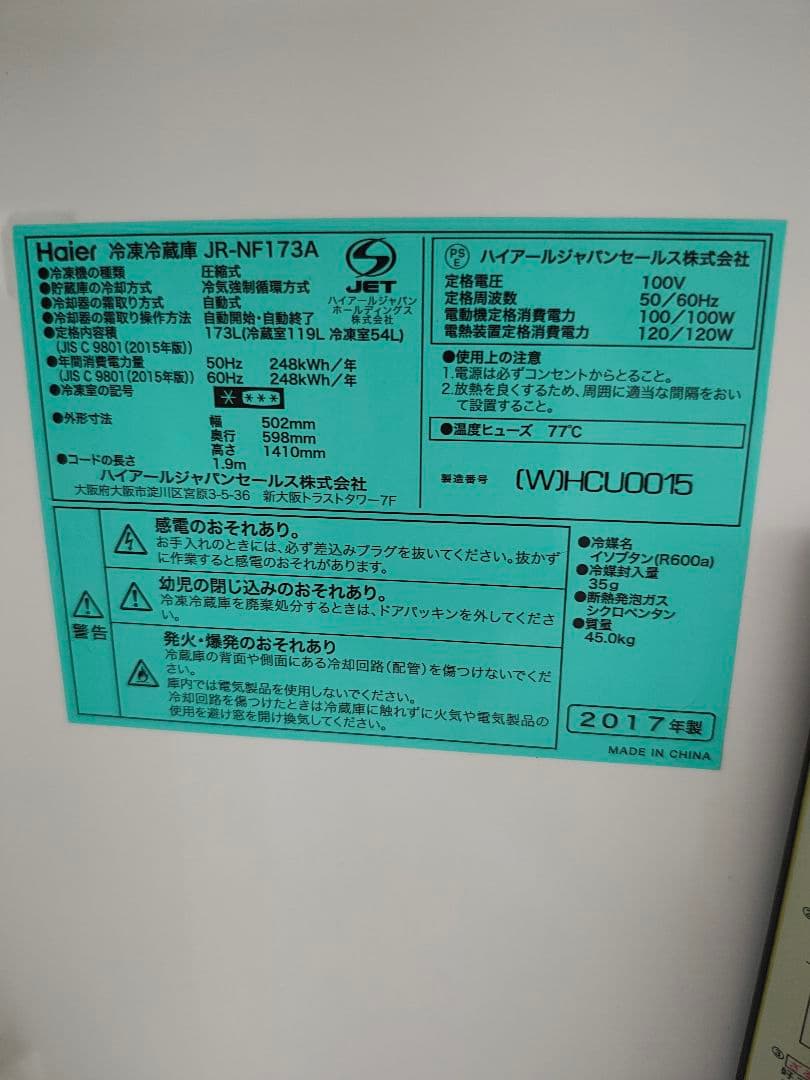 Haier 冷凍冷蔵庫 JR-NF173A
●冷凍機の種類 圧縮式
●貯蔵庫の冷却方式 冷気強制循環方式
●冷却器の霜取り方式 自動式
●冷却器の霜取り操作方法 自動開始・自動終了
●定格内容積 173L(冷蔵室119L 冷凍室54L)
(JIS C 9801(2015年版))
●年間消費電力量 50Hz 248kWh/年
(JIS C 9801(2015年版)) 60Hz 248kWh/年
●冷凍室の記号 * ***
●外形寸法 幅 502mm
奥行 598mm
高さ 1410mm
●コードの長さ 1.9m
ハイアールジャパンセールス株式会社
大阪府大阪市淀川区宮原3-5-36 新大阪トラストタワー7F
JET
ハイアールジャパン
ホールディングス
株式会社
PS
E
ハイアールジャパンセールス株式会社
定格電圧 100V
定格周波数 50/60Hz
電動機定格消費電力 100/100W
電熱装置定格消費電力 120/120W
●使用上の注意
1.電源は必ずコンセントからとること。
2.放熱を良くするため、周囲に適当な間隔をおい
て設置すること。
●温度ヒューズ 77℃
製造番号 (W)HCU0015
警告
感電のおそれあり。
お手入れのときには、必ず差込みプラグを抜いてください。抜かず
に作業すると感電のおそれがあります。
幼児の閉じ込みのおそれあり。
冷凍冷蔵庫を廃棄処分するときは、ドアパッキンを外してくださ
い。
発火・爆発のおそれあり
冷蔵庫の背面や側面にある冷却回路(配管)を傷つけないでくだ
さい。
庫内では電気製品を使用しないでください。
冷却回路を傷つけたときは冷蔵庫に触れずに火気や電気製品の
使用を避け窓を開け換気してください。
●冷媒名
イソブタン(R600a)
●冷媒封入量
35g
●断熱発泡ガス
シクロペンタン
●質量
45.0kg
2017年製
MADE IN CHINA
③